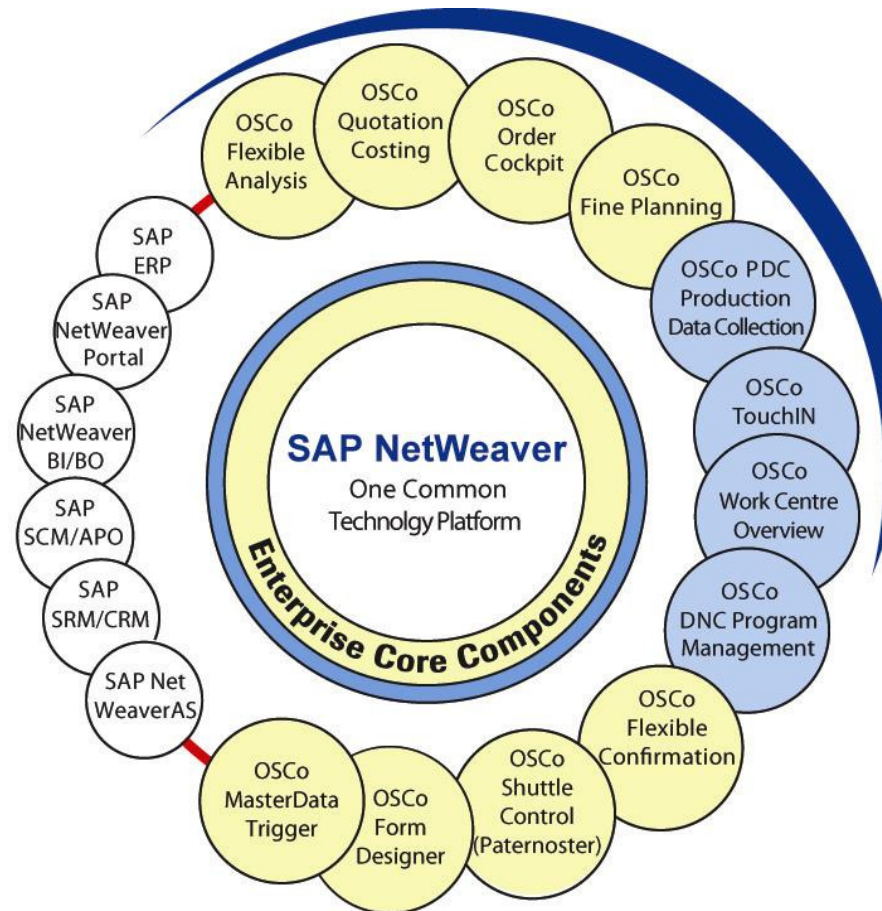 OSCo
Flexible
Analysis
OSCo
Quotation
Costing
OSCo
Order
Cockpit
OSCo
Fine Planning
OSCo PDC
Production
Data Collection
OSCo
TouchIN
OSCo
Work Centre
Overview
OSCo
DNC Program
Management
OSCo
Flexible
Confirmation
OSCo
Shuttle
Control
(Paternoster)
OSCo
Form
Designer
OSCo
MasterData
Trigger
SAP Net
WeaverAS
SAP
SRM/CRM
SAP
SCM/APO
SAP
NetWeaver
BI/BO
SAP
NetWeaver
Portal
SAP
ERP
SAP NetWeaver
One Common
Technolgy Platform
Enterprise Core Components